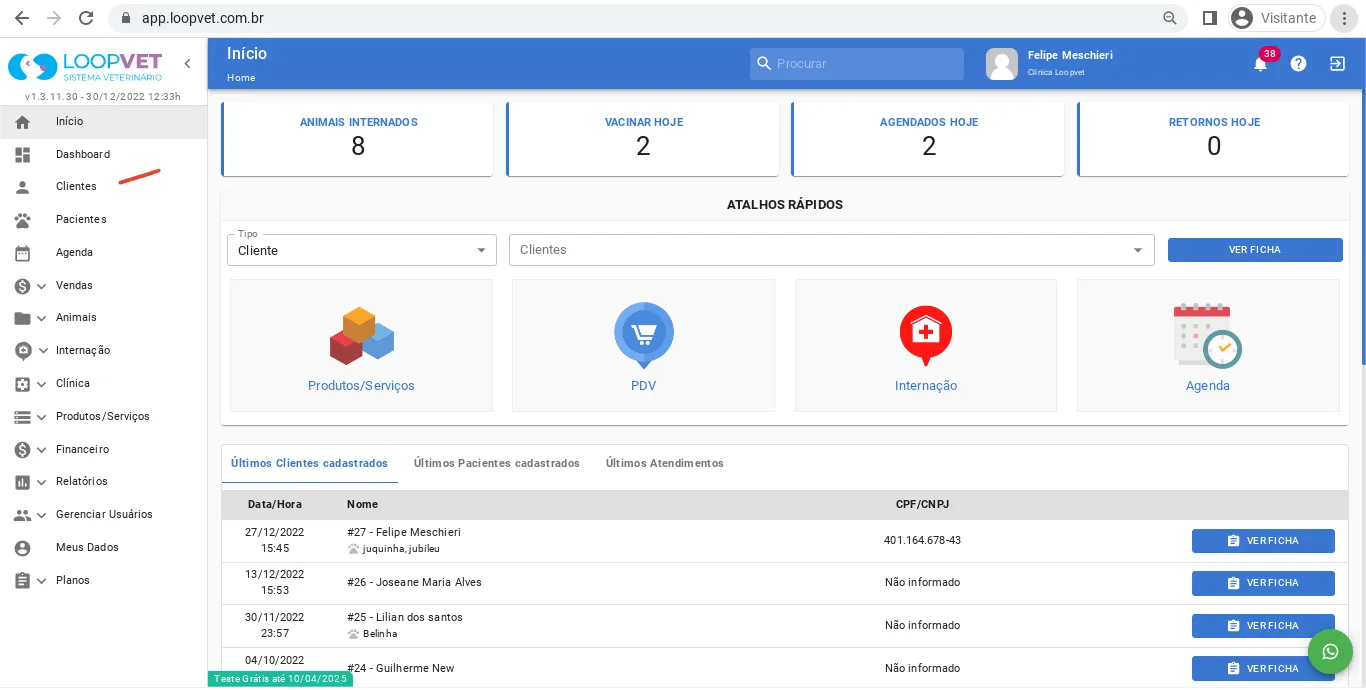 app.loopvet.com.br
Visitante
LOOPVET
SISTEMA VETERINÁRIO
v1.3.11.30 - 30/12/2022 12:33h
Início
Dashboard
Clientes
Pacientes
Agenda
Vendas
Animais
Internação
Clínica
Produtos/Serviços
Financeiro
Relatórios
Gerenciar Usuários
Meus Dados
Planos
Início
Home
Procurar
Felipe Meschieri
Clínica Loopvet
38
ANIMAIS INTERNADOS
8
VACINAR HOJE
2
AGENDADOS HOJE
2
RETORNOS HOJE
0
ATALHOS RÁPIDOS
Tipo
Cliente
Clientes
VER FICHA
Produtos/Serviços
PDV
Internação
Agenda
Últimos Clientes cadastrados
Últimos Pacientes cadastrados
Últimos Atendimentos
Data/Hora Nome CPF/CNPJ
27/12/2022
15:45
#27 - Felipe Meschieri
juquinha, jubileu
401.164.678-43
VER FICHA
13/12/2022
15:53
#26 - Joseane Maria Alves
Não informado
VER FICHA
30/11/2022
23:57
#25 - Lilian dos santos
Belinha
Não informado
VER FICHA
04/10/2022
#24 - Guilherme New
Não informado
VER FICHA
Teste Grátis até 10/04/2025